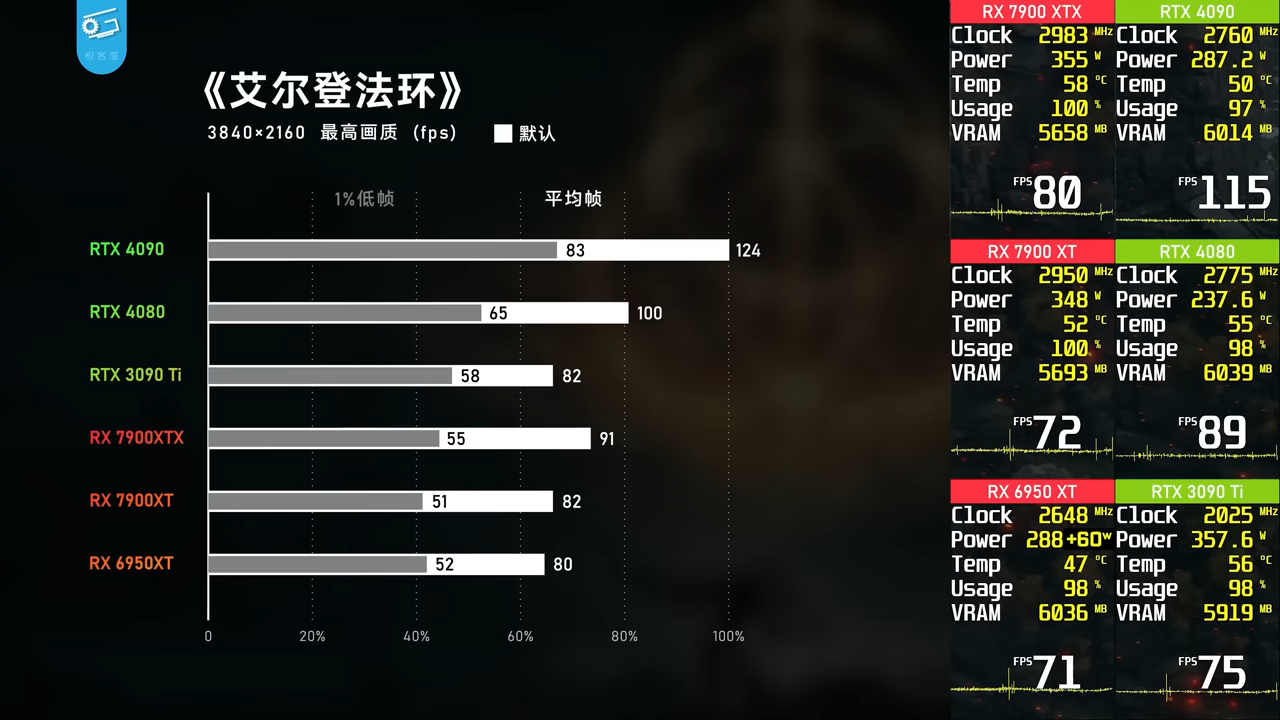 极客湾
《艾尔登法环》
3840×2160 最高画质 (fps) 默认
1%低帧 平均帧
RTX 4090 83 124
RTX 4080 65 100
RTX 3090 Ti 58 82
RX 7900XTX 55 91
RX 7900XT 51 82
RX 6950XT 52 80
0 20% 40% 60% 80% 100%
RX 7900 XTX
Clock 2983 MHz
Power 355 W
Temp 58 °C
Usage 100 %
VRAM 5658 MB
FPS 80
RTX 4090
Clock 2760 MHz
Power 287.2 W
Temp 50 °C
Usage 97 %
VRAM 6014 MB
FPS 115
RX 7900 XT
Clock 2950 MHz
Power 348 W
Temp 52 °C
Usage 100 %
VRAM 5693 MB
FPS 72
RTX 4080
Clock 2775 MHz
Power 237.6 W
Temp 55 °C
Usage 98 %
VRAM 6039 MB
FPS 89
RX 6950 XT
Clock 2648 MHz
Power 288+60W
Temp 47 °C
Usage 98 %
VRAM 6036 MB
FPS 71
RTX 3090 Ti
Clock 2025 MHz
Power 357.6 W
Temp 56 °C
Usage 98 %
VRAM 5919 MB
FPS 75